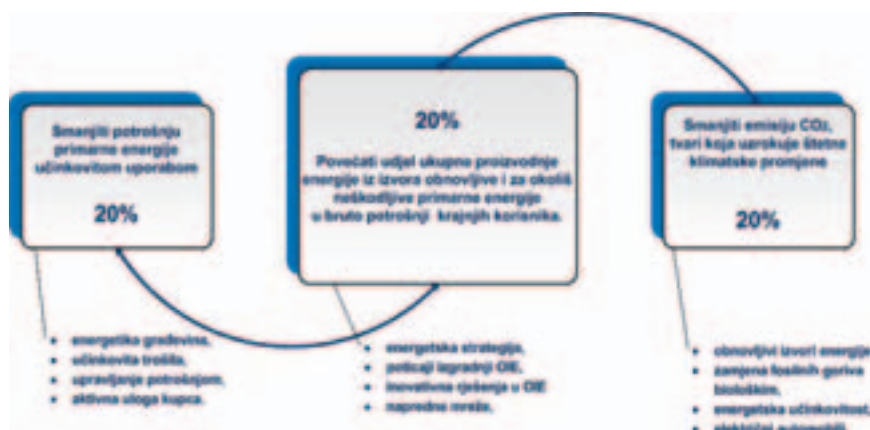 Smanjiti potrošnju
primarne energije
učinkovitom uporabom
20%
20%
Povećati udjel ukupne proizvodnje
energije iz izvora obnovljive i za okoliš
neškodljive primarne energije
u bruto potrošnji krajnjih korisnika.
Smanjiti emisiju CO2,
tvari koja uzrokuje štetne
klimatske promjene
20%
• energetika građevina,
• učinkovita trošila,
• upravljanje potrošnjom,
• aktivna uloga kupca.
• energetska strategija,
• poticaji izgradnji OIE,
• inovativna rješenja u OIE
• napredne mreže.
• obnovljivi izvori energije
• zamjena fosilnih goriva
biološkim,
• energetska učinkovitost,
• električni automobili